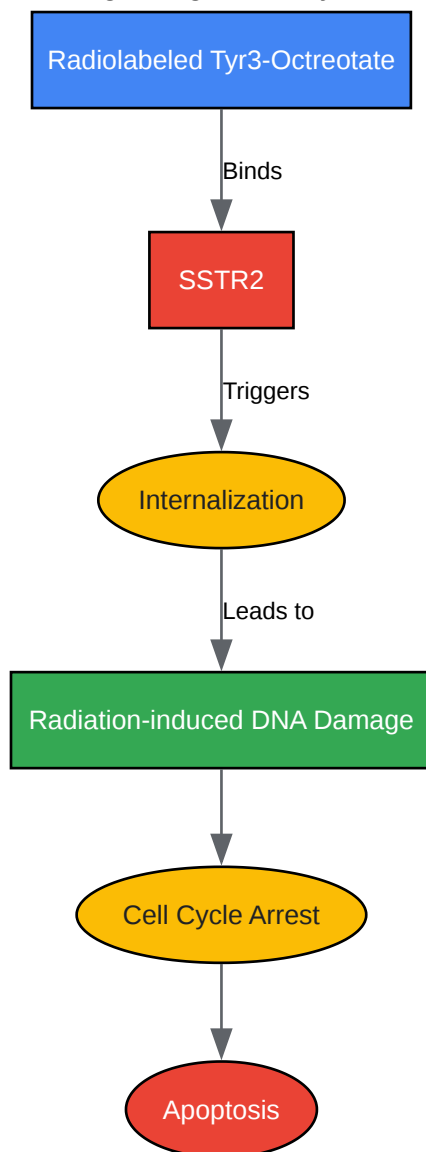 Radiolabeled Tyr3-Octreotate
Binds
SSTR2
Triggers
Internalization
Leads to
Radiation-induced DNA Damage
Cell Cycle Arrest
Apoptosis